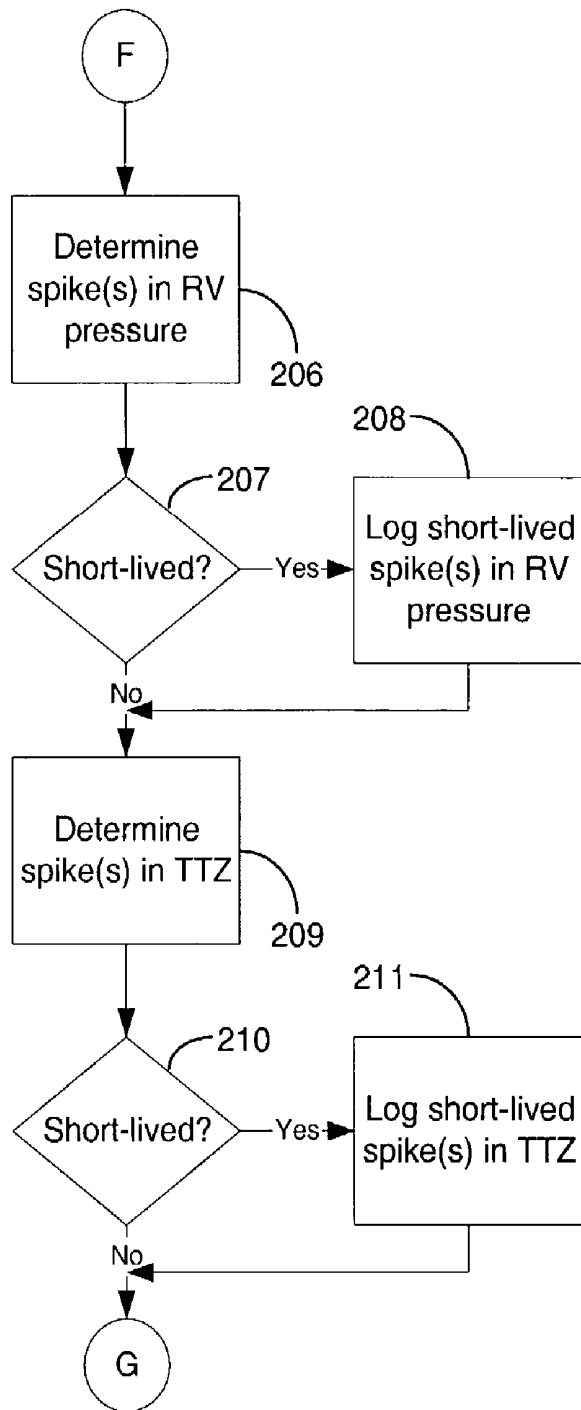 F
Determine
spike(s) in RV
pressure
206
207
208
Short-lived?
Yes
Log short-lived
spike(s) in RV
pressure
No
Determine
spike(s) in TTZ
209
210
211
Short-lived?
Yes
Log short-lived
spike(s) in TTZ
No
G